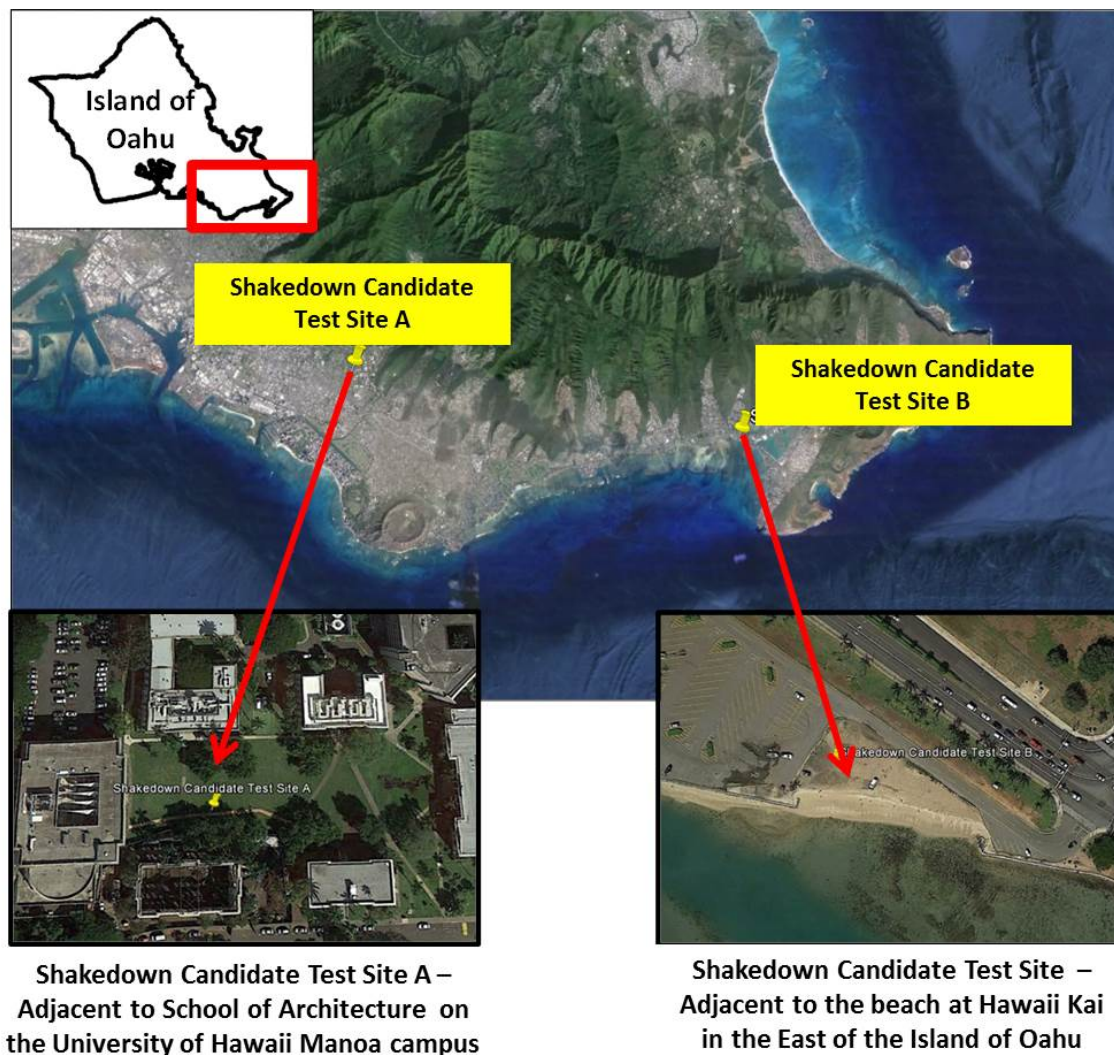 Island of
Oahu
Shakedown Candidate
Test Site A
Shakedown Candidate
Test Site B
S
Shakedown Candidate Test Site A
Shakedown Candidate Test Site B
Shakedown Candidate Test Site A –
Adjacent to School of Architecture on
the University of Hawaii Manoa campus
Shakedown Candidate Test Site –
Adjacent to the beach at Hawaii Kai
in the East of the Island of Oahu